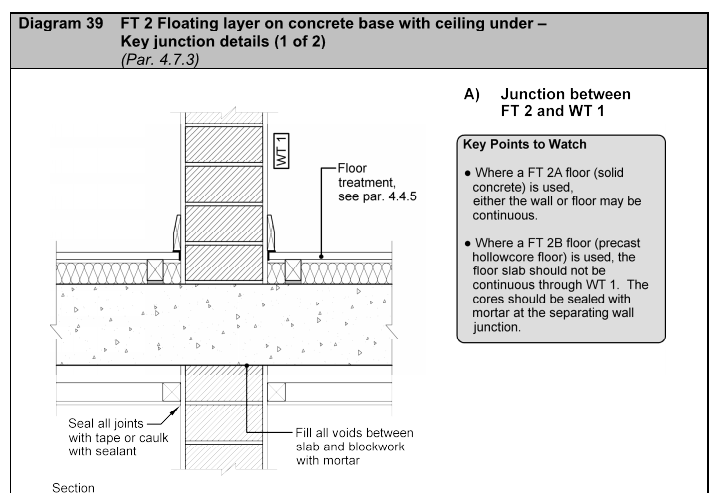 Diagram 39 FT 2 Floating layer on concrete base with ceiling under –
Key junction details (1 of 2)
(Par. 4.7.3)
A) Junction between
FT 2 and WT 1
WT 1
Key Points to Watch
● Where a FT 2A floor (solid
concrete) is used,
either the wall or floor may be
continuous.
● Where a FT 2B floor (precast
hollowcore floor) is used, the
floor slab should not be
continuous through WT 1. The
cores should be sealed with
mortar at the separating wall
junction.
Floor
treatment,
see par. 4.4.5
Seal all joints
with tape or caulk
with sealant
Fill all voids between
slab and blockwork
with mortar
Section